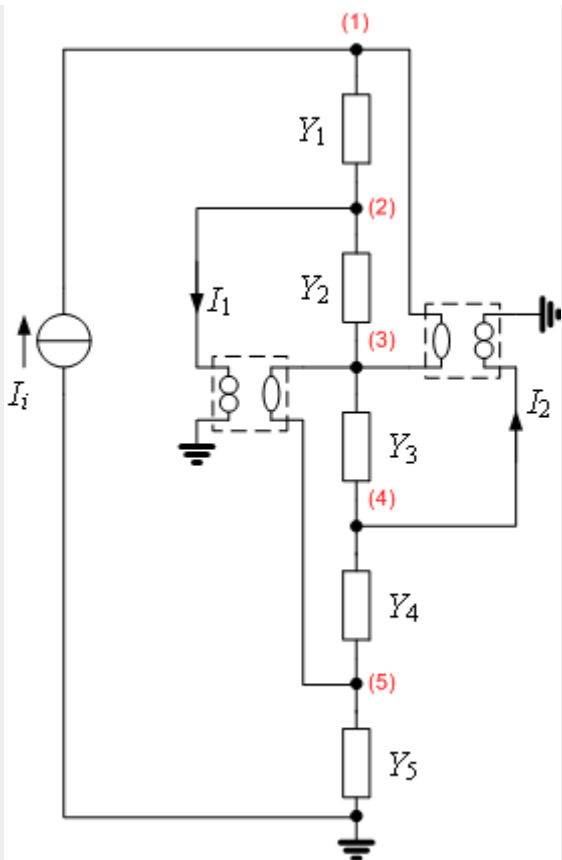 (1)
Y₁
(2)
Y₂
I₁
(3)
Iᵢ
I₂
Y₃
(4)
Y₄
(5)
Y₅